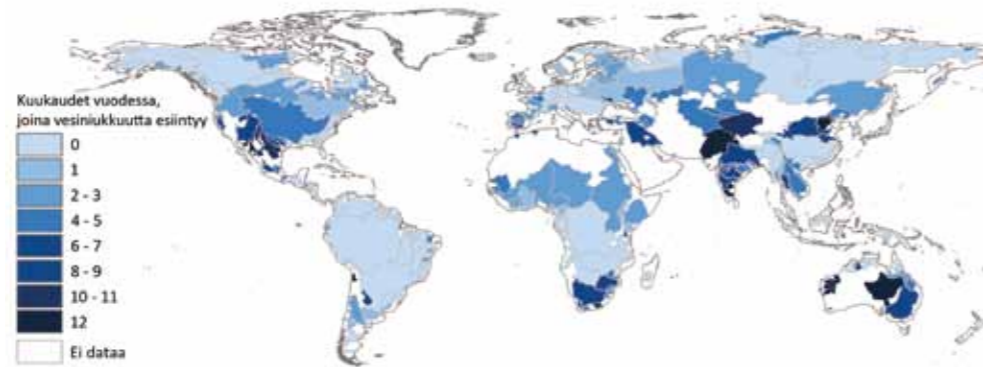 Kuukaudet vuodessa,
joina vesiniukkuutta esiintyy
0
1
2 - 3
4 - 5
6 - 7
8 - 9
10 - 11
12
Ei dataa